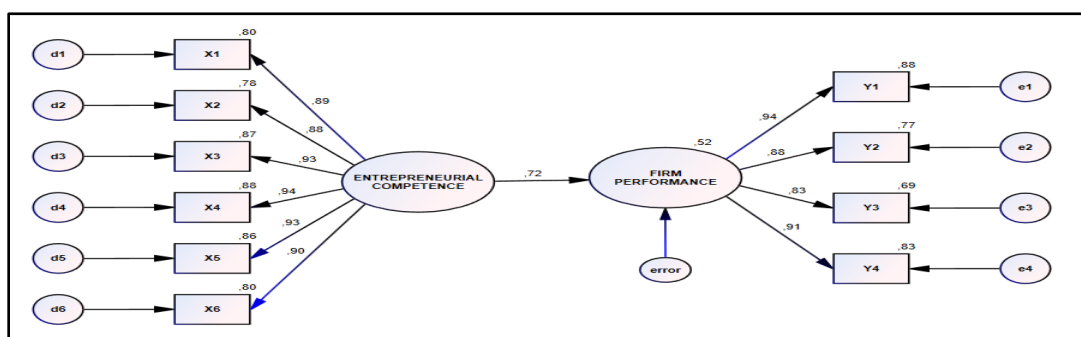 ,80
d1
X1
,78
d2
X2
,87
d3
X3
,88
d4
X4
,86
d5
X5
,80
d6
X6
,89
,88
,93
,94
,93
,90
ENTREPRENEURIAL
COMPETENCE
,72
,52
FIRM
PERFORMANCE
error
,94
,88
,83
,91
,88
Y1
e1
,77
Y2
e2
,69
Y3
e3
,83
Y4
e4